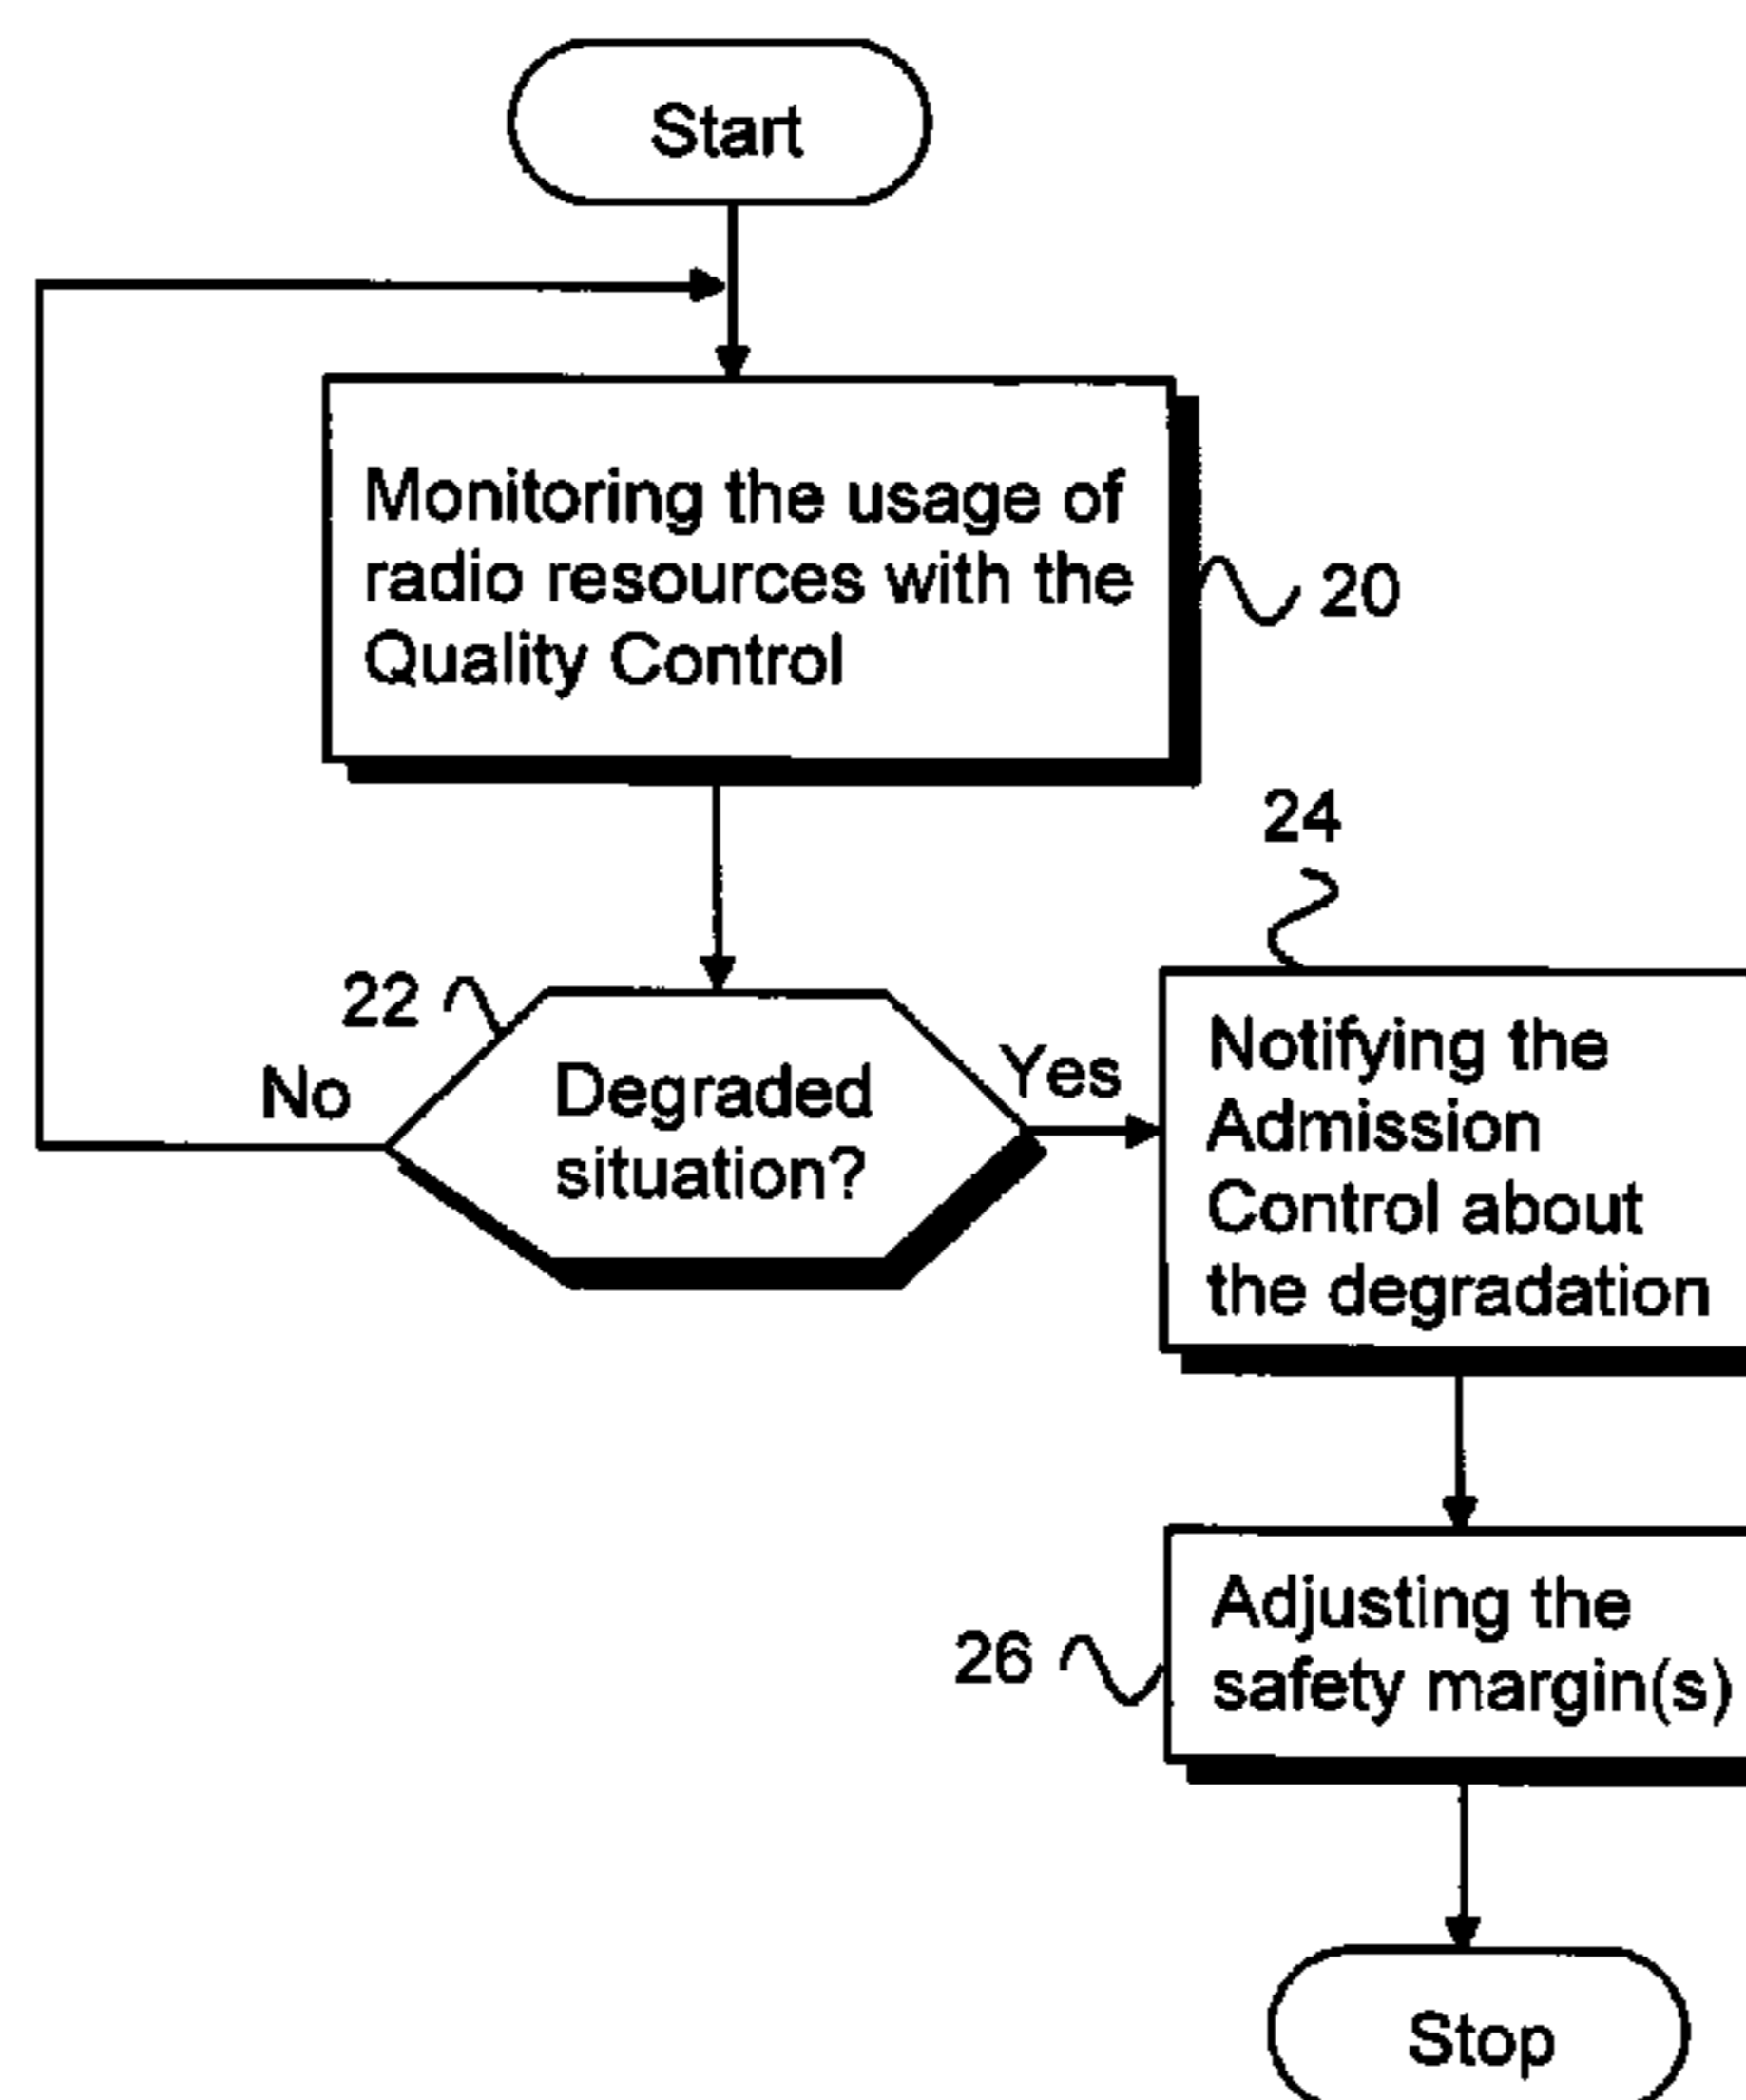 Start
Monitoring the usage of
radio resources with the
Quality Control
20
24
22
No
Degraded
situation?
Yes
Notifying the
Admission
Control about
the degradation
Adjusting the
safety margin(s)
26
Stop